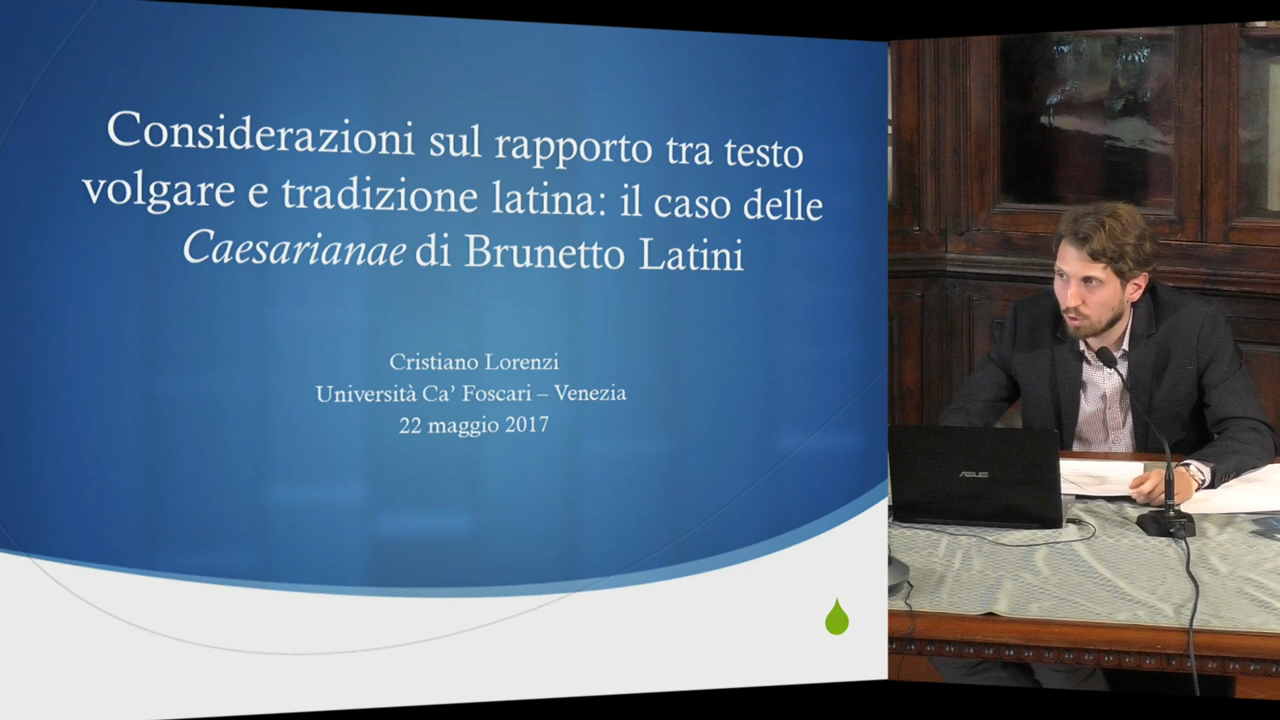 Considerazioni sul rapporto tra testo
volgare e tradizione latina: il caso delle
Caesarianae di Brunetto Latini
Cristiano Lorenzi
Università Ca’ Foscari – Venezia
22 maggio 2017
ASUS